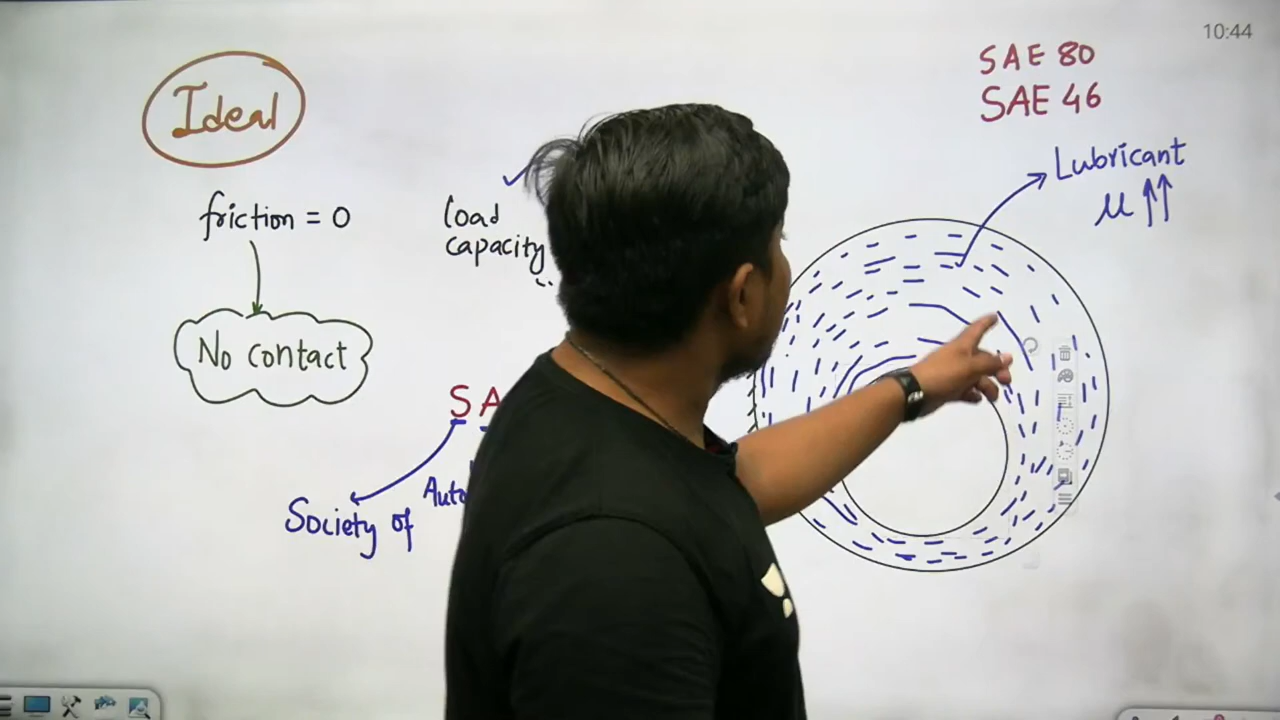 10:44
SAE 80
SAE 46
Ideal
Lubricant
μ ↑↑
friction = 0
load
capacity
No contact
SA
Auto
Society of